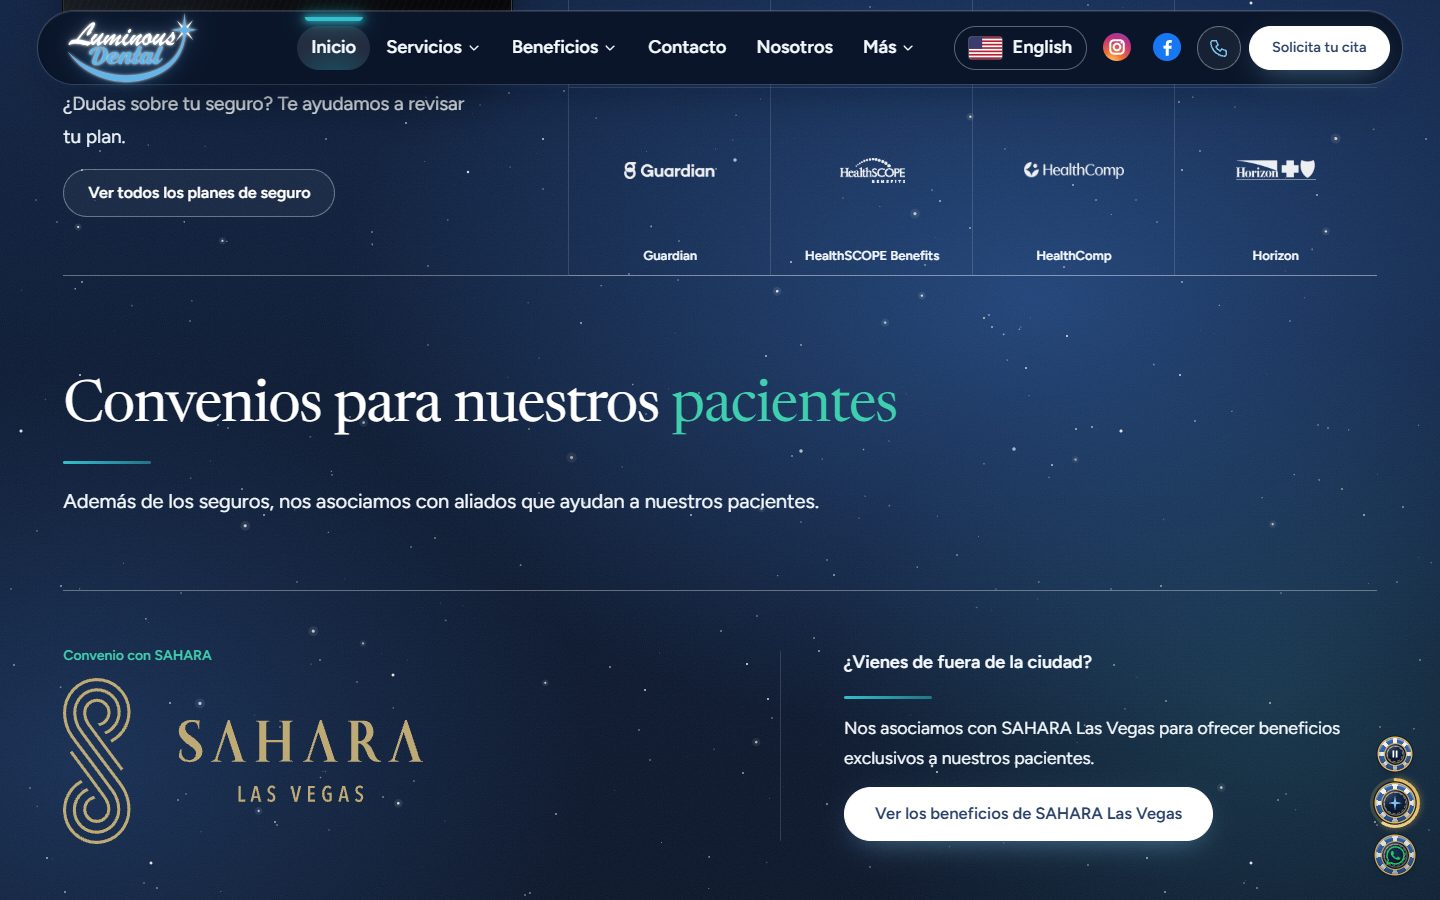 Luminous
Dental
Inicio
Servicios
Beneficios
Contacto
Nosotros
Más
English
Solicita tu cita
¿Dudas sobre tu seguro? Te ayudamos a revisar
tu plan.
Ver todos los planes de seguro
Guardian
HealthSCOPE
BENEFITS
HealthComp
Horizon
Guardian
HealthSCOPE Benefits
HealthComp
Horizon
Convenios para nuestros pacientes
Además de los seguros, nos asociamos con aliados que ayudan a nuestros pacientes.
Convenio con SAHARA
SAHARA
LAS VEGAS
¿Vienes de fuera de la ciudad?
Nos asociamos con SAHARA Las Vegas para ofrecer beneficios
exclusivos a nuestros pacientes.
Ver los beneficios de SAHARA Las Vegas